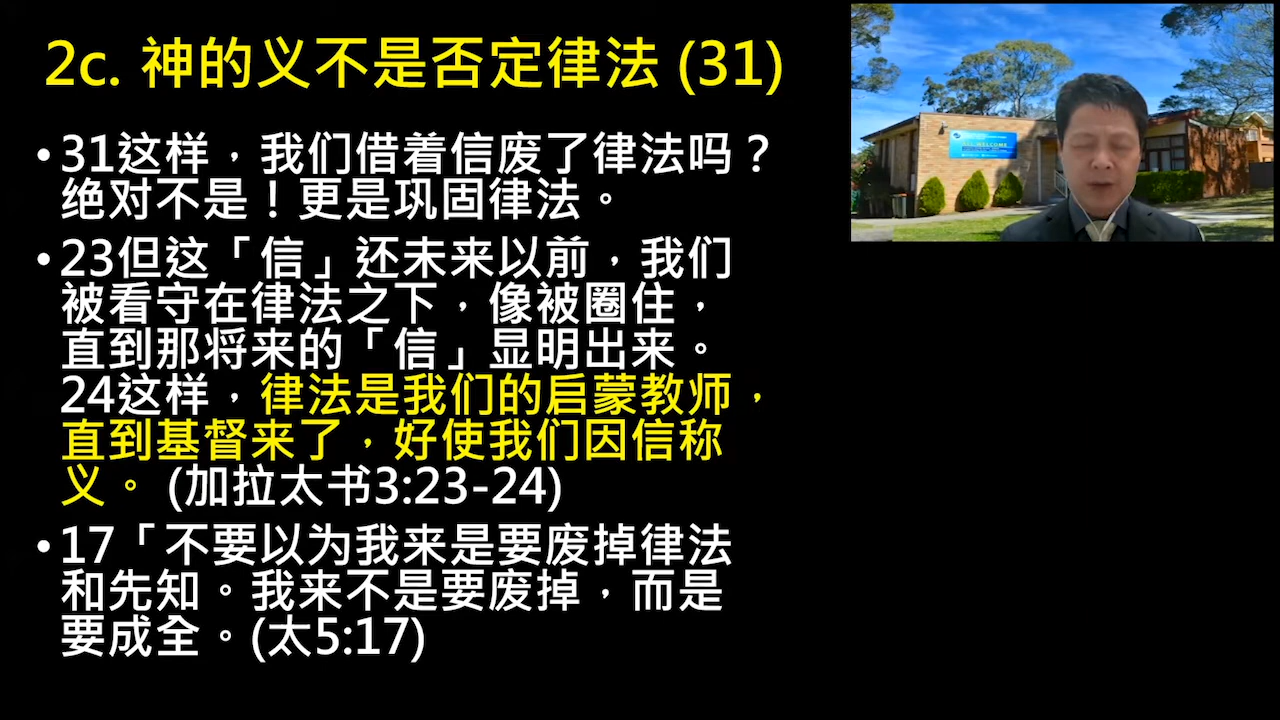 2c. 神的义不是否定律法 (31)
•31这样，我们借着信废了律法吗？
绝对不是！更是巩固律法。
•23但这「信」还未来以前，我们
被看守在律法之下，像被圈住，
直到那将来的「信」显明出来。
24这样，律法是我们的启蒙教师，
直到基督来了，好使我们因信称
义。 (加拉太书3:23-24)
•17「不要以为我来是要废掉律法
和先知。我来不是要废掉，而是
要成全。(太5:17)
WELCOME